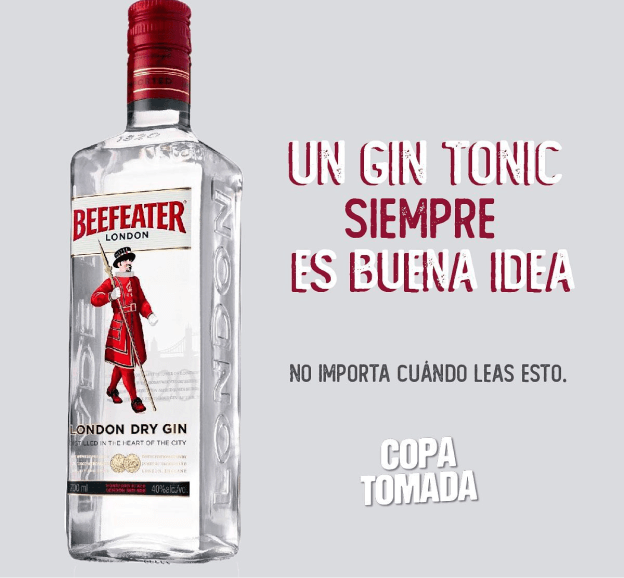 1820
BEEFEATER
LONDON
LONDON
LONDON DRY GIN
DISTILLED IN THE HEART OF THE CITY
700 ml
40%alc./vol.
UN GIN TONIC
SIEMPRE
ES BUENA IDEA
NO IMPORTA CUÁNDO LEAS ESTO.
COPA
TOMADA